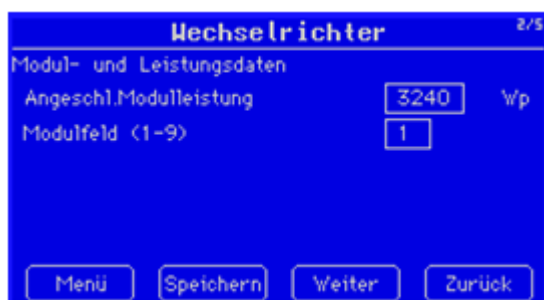 Wechselrichter 2/5
Modul- und Leistungsdaten
Angeschl.Modulleistung 3240 Wp
Modulfeld (1-9) 1
Menü Speichern Weiter Zurück